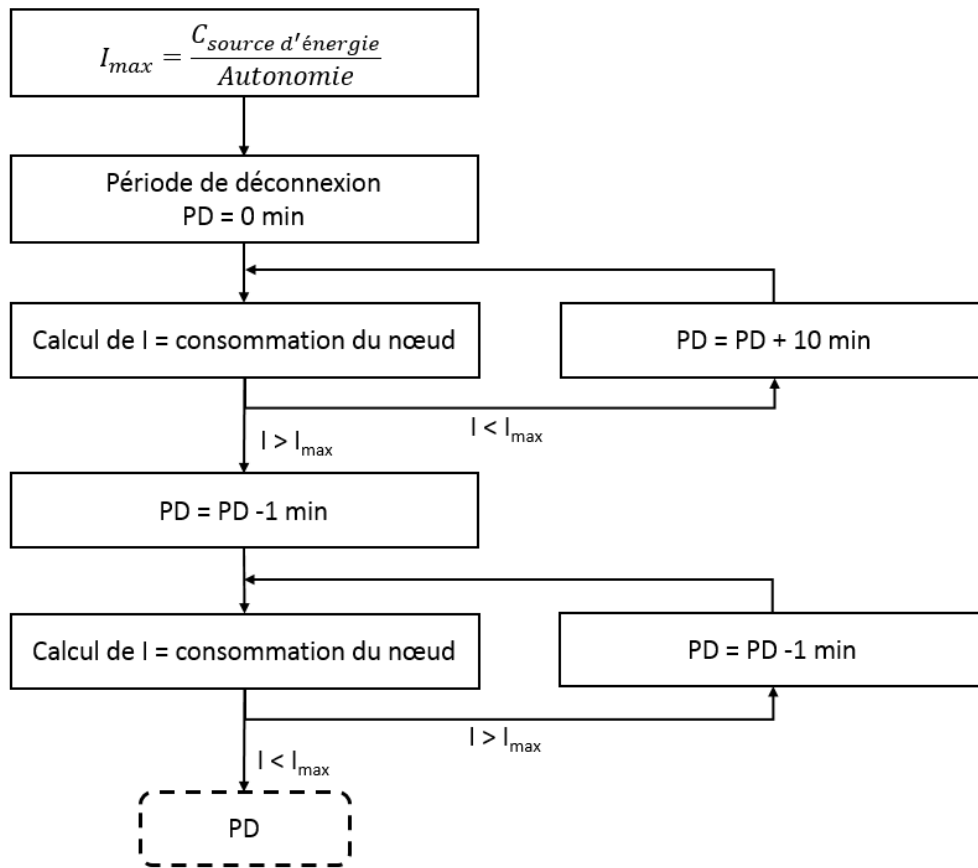 I_max = C_source d'énergie / Autonomie
Période de déconnexion
PD = 0 min
Calcul de I = consommation du nœud
PD = PD + 10 min
I > I_max
I < I_max
PD = PD -1 min
Calcul de I = consommation du nœud
PD = PD -1 min
I < I_max
I > I_max
PD